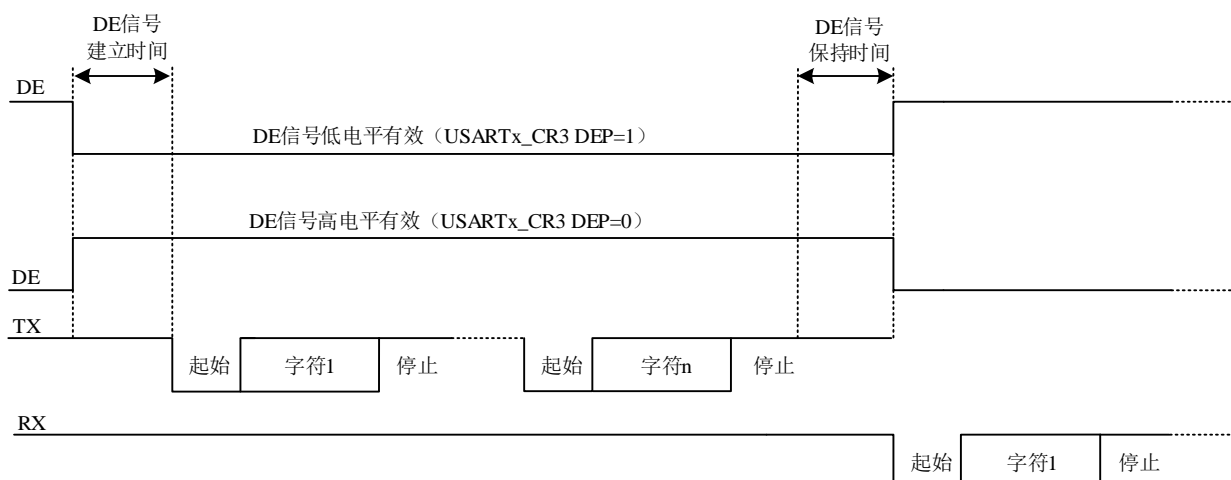 DE信号
建立时间
DE信号
保持时间
DE
DE信号低电平有效（USARTx_CR3 DEP=1）
DE信号高电平有效（USARTx_CR3 DEP=0）
DE
TX
起始
字符1
停止
起始
字符n
停止
RX
起始
字符1
停止